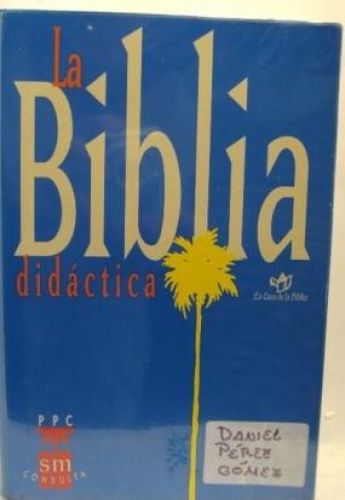 La
Biblia
didáctica
La Casa de la Biblia
PPC
sm
CONSULTA
DANIEL
PÉREZ
GÓMEZ